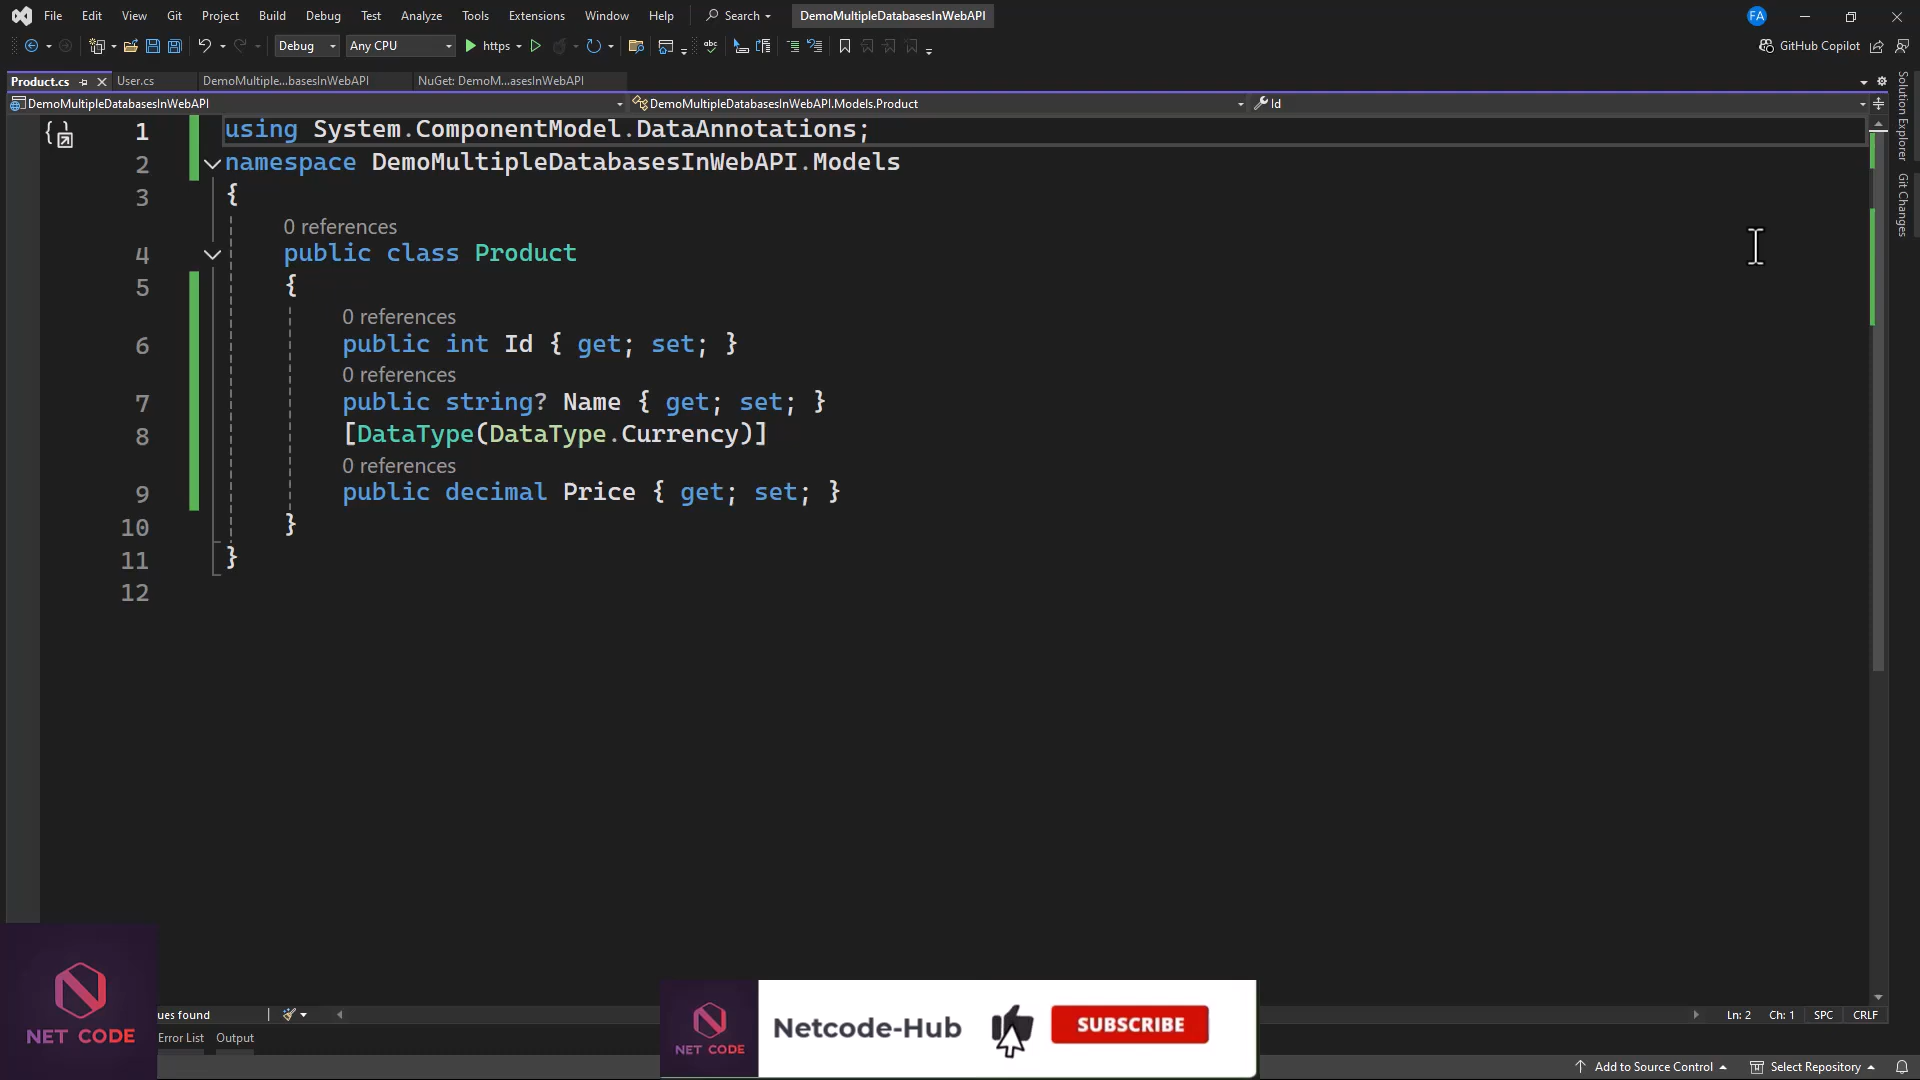 File Edit View Git Project Build Debug Test Analyze Tools Extensions Window Help Search DemoMultipleDatabasesInWebAPI FA
Debug Any CPU https GitHub Copilot
Product.cs User.cs DemoMultiple...basesInWebAPI NuGet: DemoM...asesInWebAPI
DemoMultipleDatabasesInWebAPI DemoMultipleDatabasesInWebAPI.Models.Product Id
1 using System.ComponentModel.DataAnnotations;
2 namespace DemoMultipleDatabasesInWebAPI.Models
3 {
0 references
4 public class Product
5 {
0 references
6 public int Id { get; set; }
0 references
7 public string? Name { get; set; }
8 [DataType(DataType.Currency)]
0 references
9 public decimal Price { get; set; }
10 }
11 }
12
Solution Explorer
Git Changes
NET CODE
ues found
Ln: 2 Ch: 1 SPC CRLF
Error List Output
NET CODE
Netcode-Hub
SUBSCRIBE
Add to Source Control Select Repository